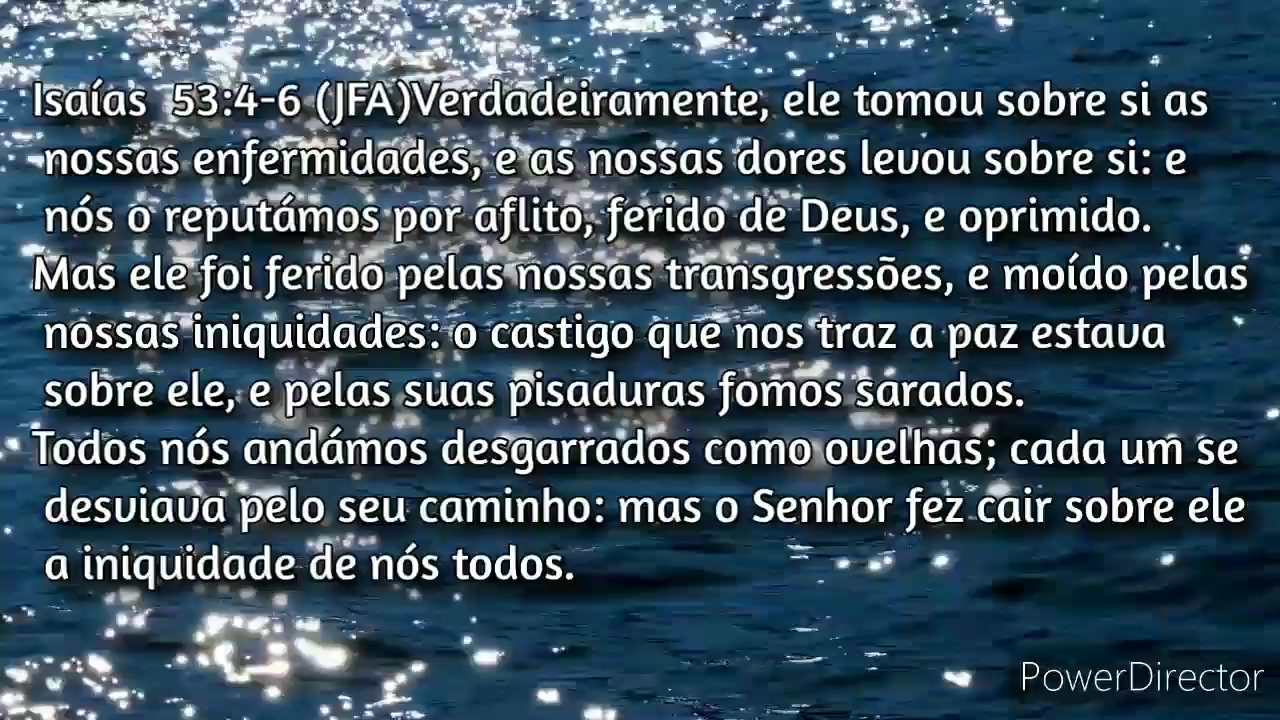 Isaías 53:4-6 (JFA)Verdadeiramente, ele tomou sobre si as
nossas enfermidades, e as nossas dores levou sobre si: e
nós o reputámos por aflito, ferido de Deus, e oprimido.
Mas ele foi ferido pelas nossas transgressões, e moído pelas
nossas iniquidades: o castigo que nos traz a paz estava
sobre ele, e pelas suas pisaduras fomos sarados.
Todos nós andámos desgarrados como ovelhas; cada um se
desviava pelo seu caminho: mas o Senhor fez cair sobre ele
a iniquidade de nós todos.
PowerDirector